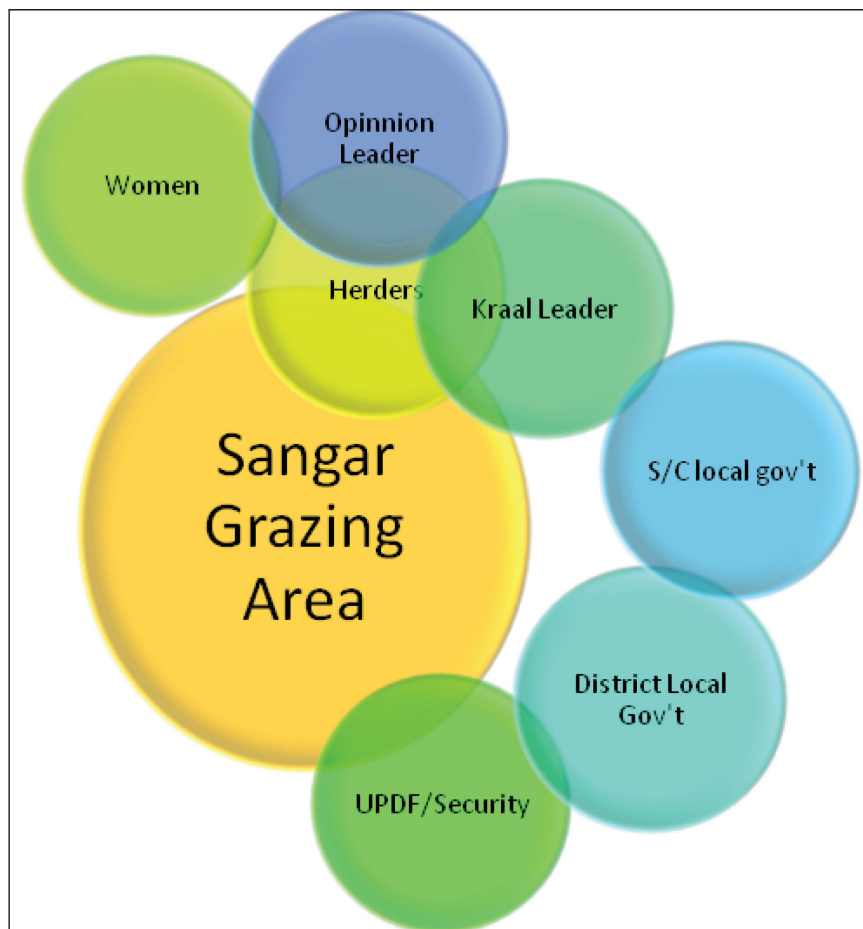 Opinnion
Leader
Women
Herders
Kraal Leader
Sangar
Grazing
Area
S/C local gov't
District Local
Gov't
UPDF/Security